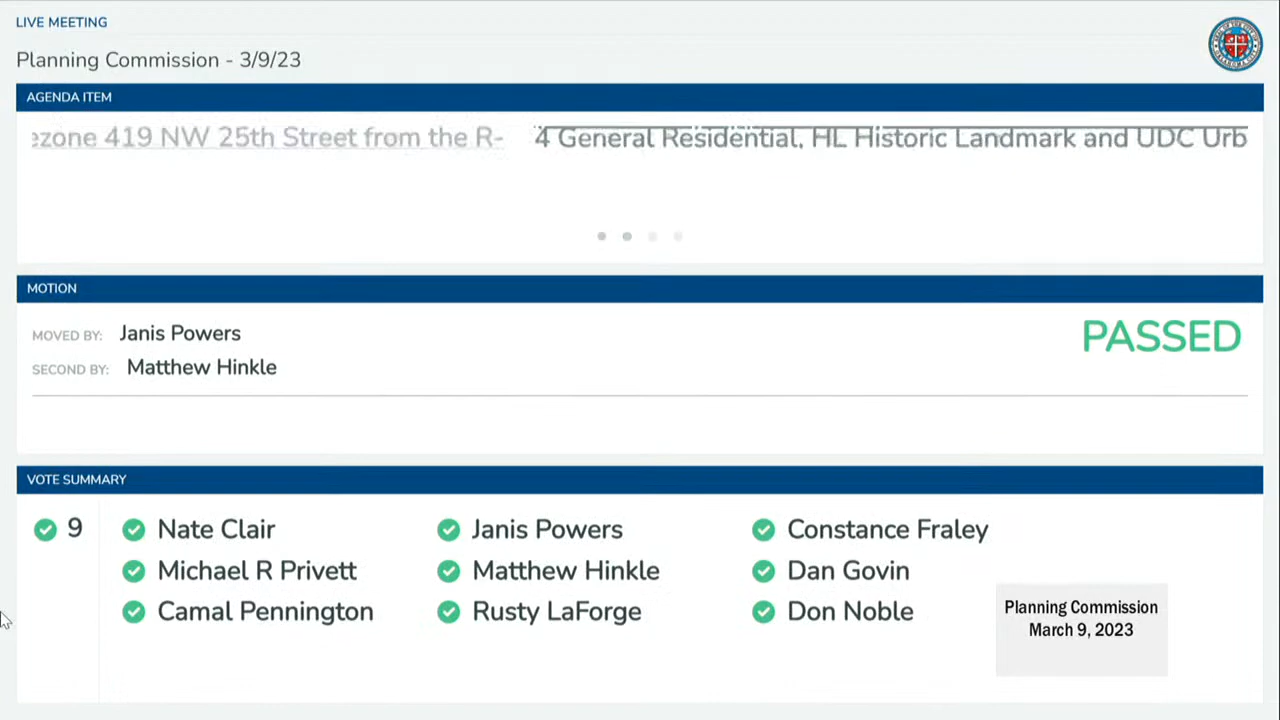 LIVE MEETING
Planning Commission - 3/9/23
AGENDA ITEM
ezone 419 NW 25th Street from the R-
4 General Residential, HL Historic Landmark and UDC Urb
MOTION
MOVED BY: Janis Powers
PASSED
SECOND BY: Matthew Hinkle
VOTE SUMMARY
9
Nate Clair
Janis Powers
Constance Fraley
Michael R Privett
Matthew Hinkle
Dan Govin
Camal Pennington
Rusty LaForge
Don Noble
Planning Commission
March 9, 2023